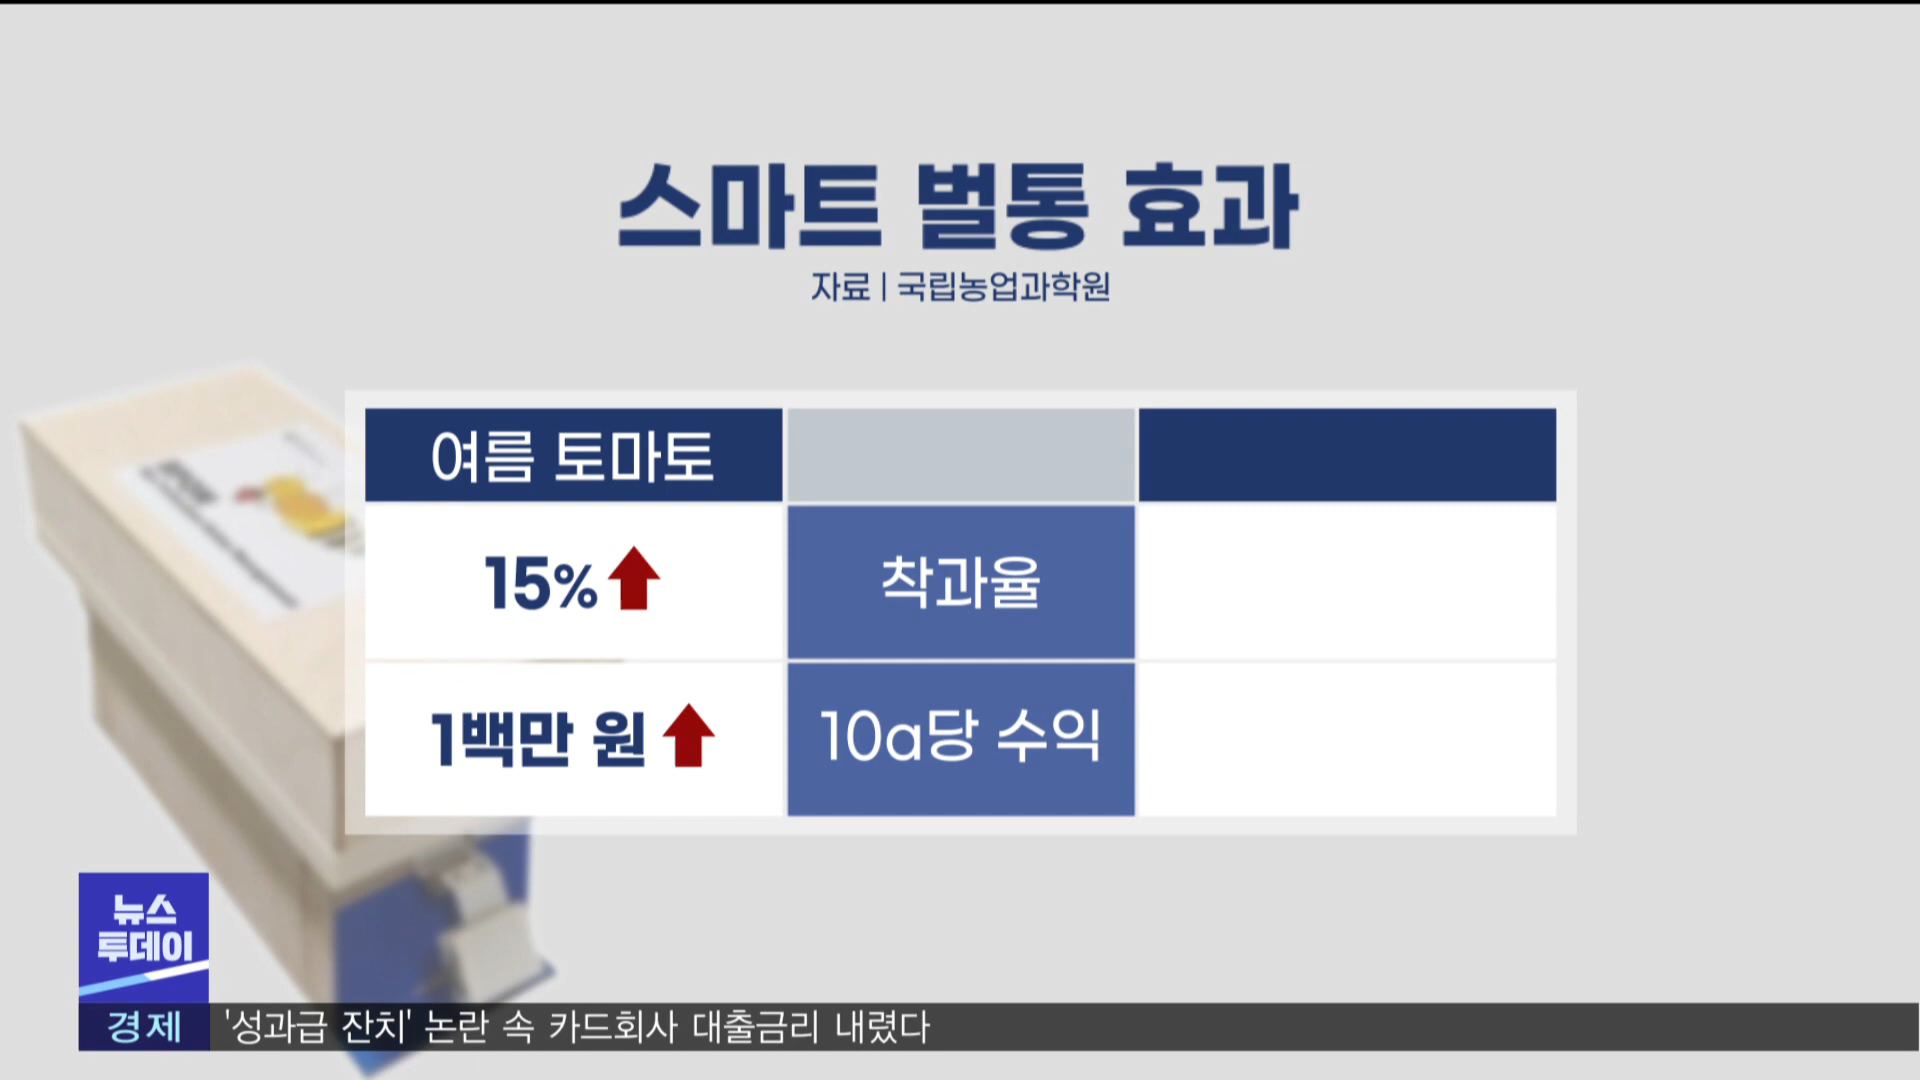 스마트 벌통 효과
자료 | 국립농업과학원
여름 토마토
15% 착과율
1백만 원 10a당 수익
뉴스
투데이
경제 '성과급 잔치' 논란 속 카드회사 대출금리 내렸다